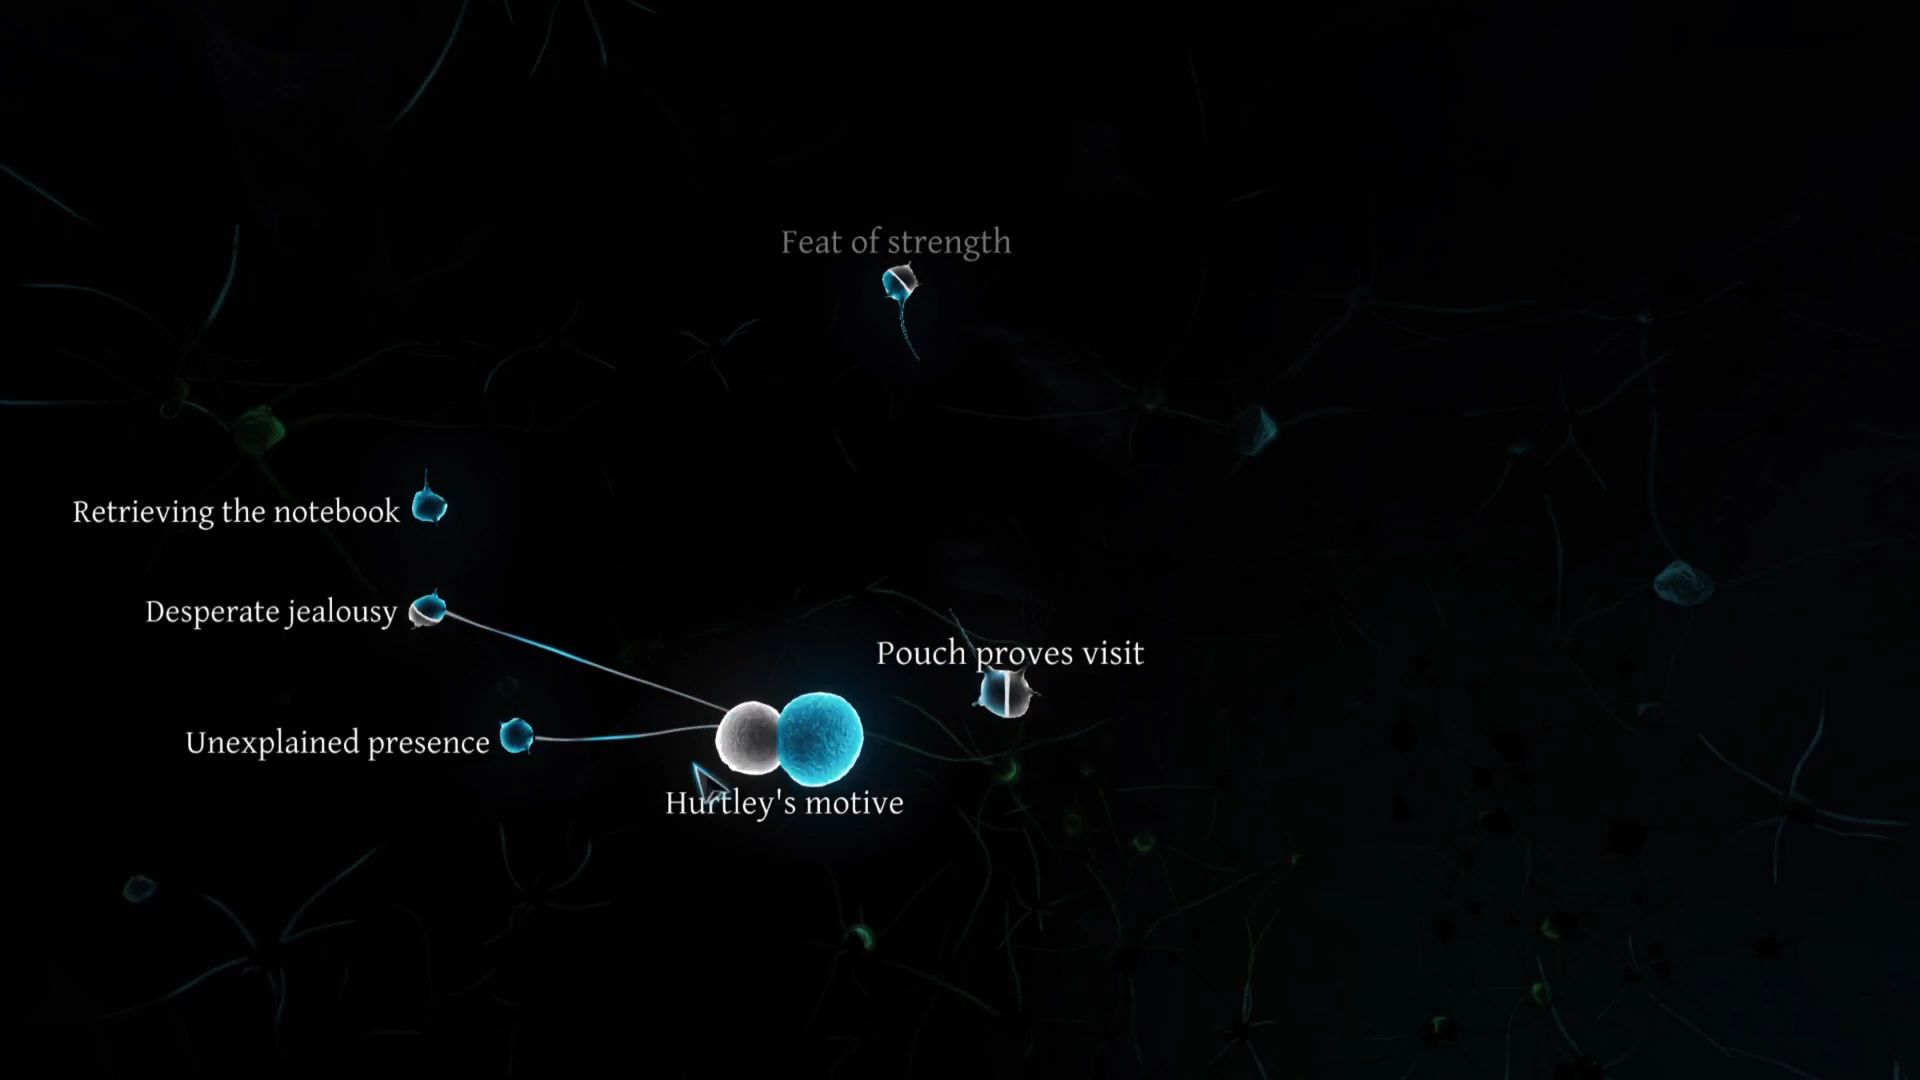 Feat of strength
Retrieving the notebook
Desperate jealousy
Pouch proves visit
Unexplained presence
Hurtley's motive